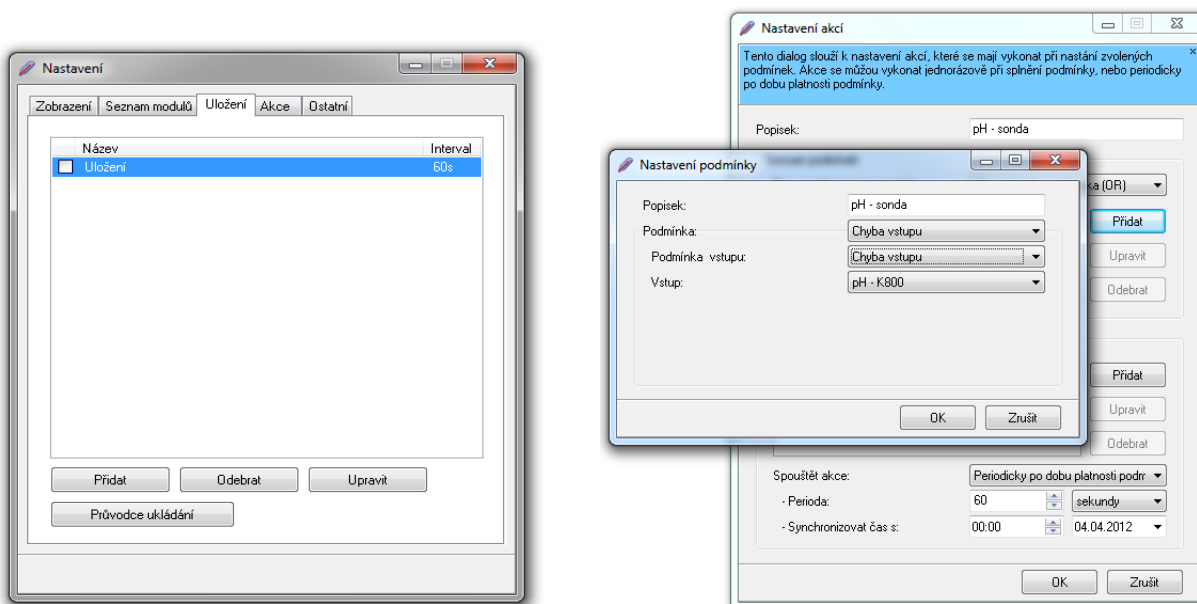 Nastavení
Zobrazení Seznam modulů Uložení Akce Ostatní
Název Interval
Uložení 60s
Přidat Odebrat Upravit
Průvodce ukládání
Nastavení akcí
Tento dialog slouží k nastavení akcí, které se mají vykonat při nastání zvolených
podmínek. Akce se můžou vykonat jednorázově při splnění podmínky, nebo periodicky
po dobu platnosti podmínky.
Popisek: pH - sonda
(OR)
Přidat
Upravit
Odebrat
Nastavení podmínky
Popisek: pH - sonda
Podmínka: Chyba vstupu
Podmínka vstupu: Chyba vstupu
Vstup: pH - K800
OK Zrušit
Přidat
Upravit
Odebrat
Spouštět akce: Periodicky po dobu platnosti podm
- Perioda: 60 sekundy
- Synchronizovat čas s: 00:00 04.04.2012
OK Zrušit